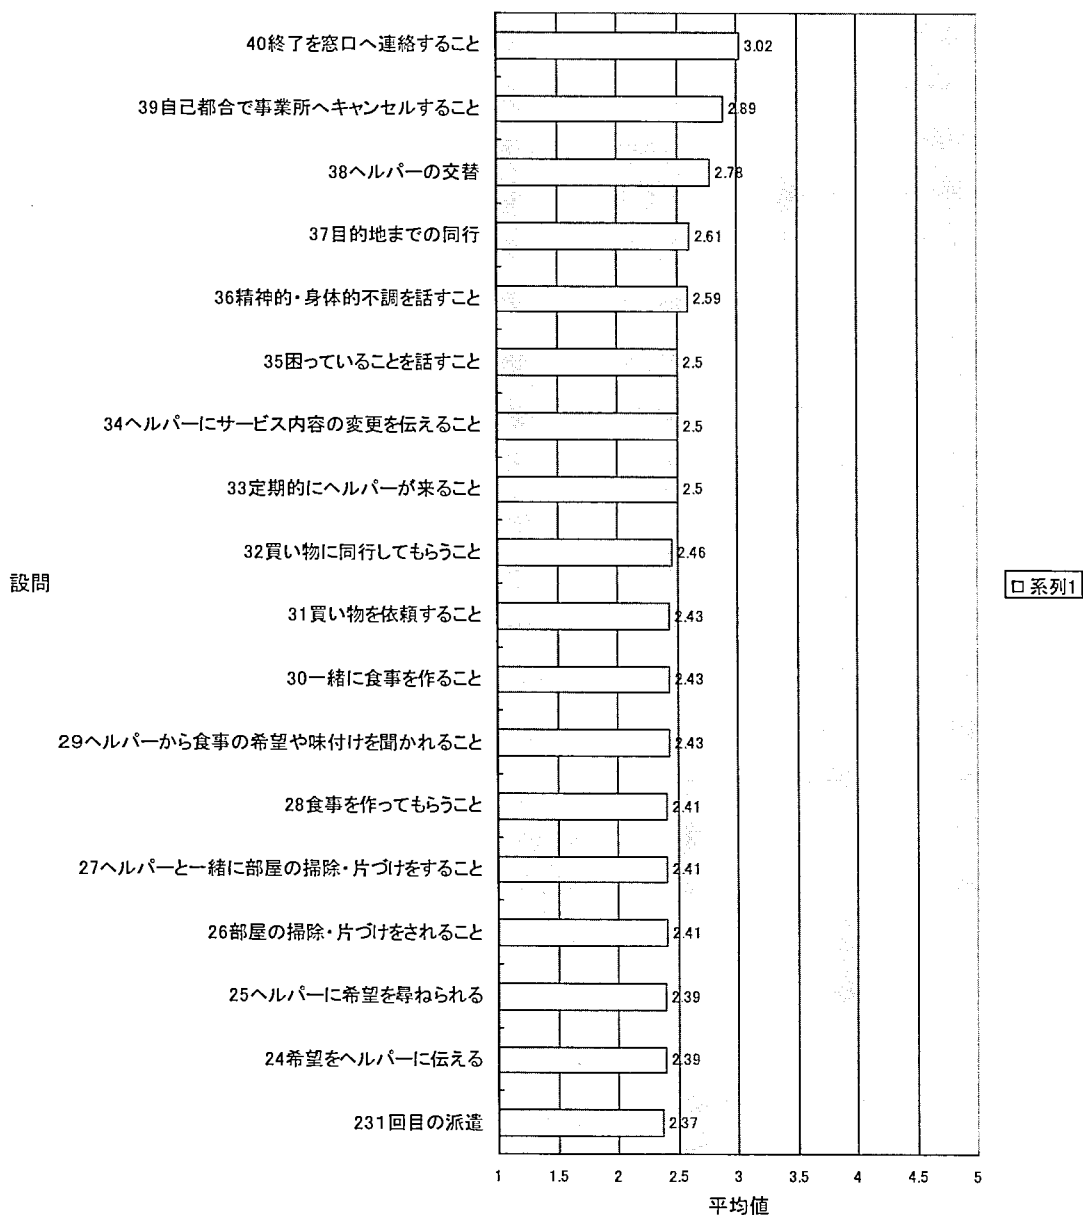 40終了を窓口へ連絡すること 3.02
39自己都合で事業所へキャンセルすること 2.89
38ヘルパーの交替 2.78
37目的地までの同行 2.61
36精神的・身体的不調を話すこと 2.59
35困っていることを話すこと 2.5
34ヘルパーにサービス内容の変更を伝えること 2.5
33定期的にヘルパーが来ること 2.5
32買い物に同行してもらうこと 2.46
設問
系列1
31買い物を依頼すること 2.43
30一緒に食事を作ること 2.43
29ヘルパーから食事の希望や味付けを聞かれること 2.43
28食事を作ってもらうこと 2.41
27ヘルパーと一緒に部屋の掃除・片づけをすること 2.41
26部屋の掃除・片づけをされること 2.41
25ヘルパーに希望を尋ねられる 2.39
24希望をヘルパーに伝える 2.39
231回目の派遣 2.37
1 1.5 2 2.5 3 3.5 4 4.5 5
平均値